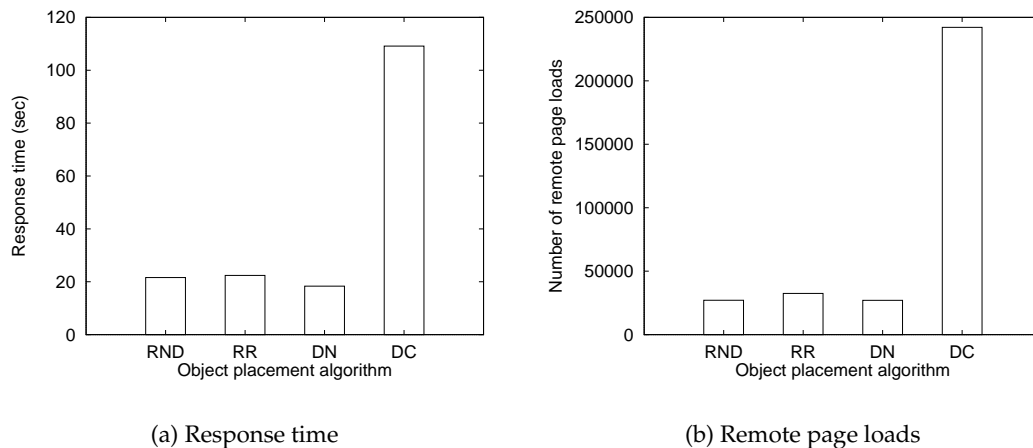 120
100
80
60
40
20
0
Response time (sec)
RND RR DN DC
Object placement algorithm
(a) Response time
250000
200000
150000
100000
50000
0
Number of remote page loads
RND RR DN DC
Object placement algorithm
(b) Remote page loads